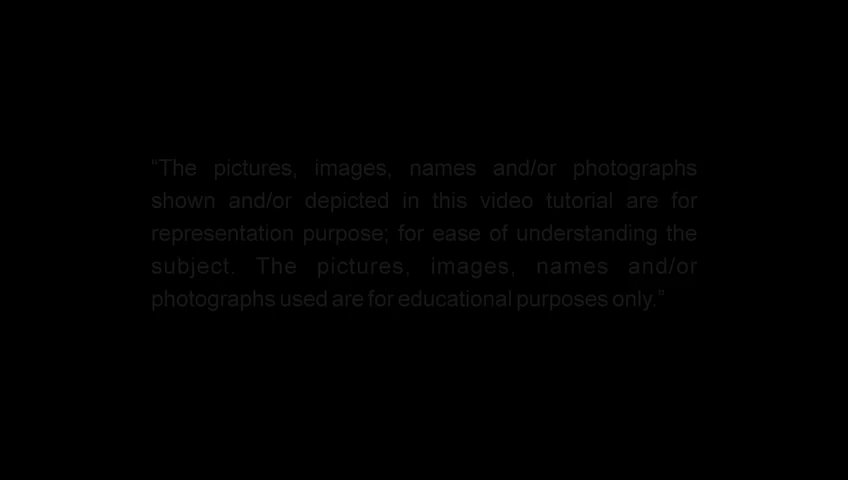 “The pictures, images, names and/or photographs
shown and/or depicted in this video tutorial are for
representation purpose; for ease of understanding the
subject. The pictures, images, names and/or
photographs used are for educational purposes only.”